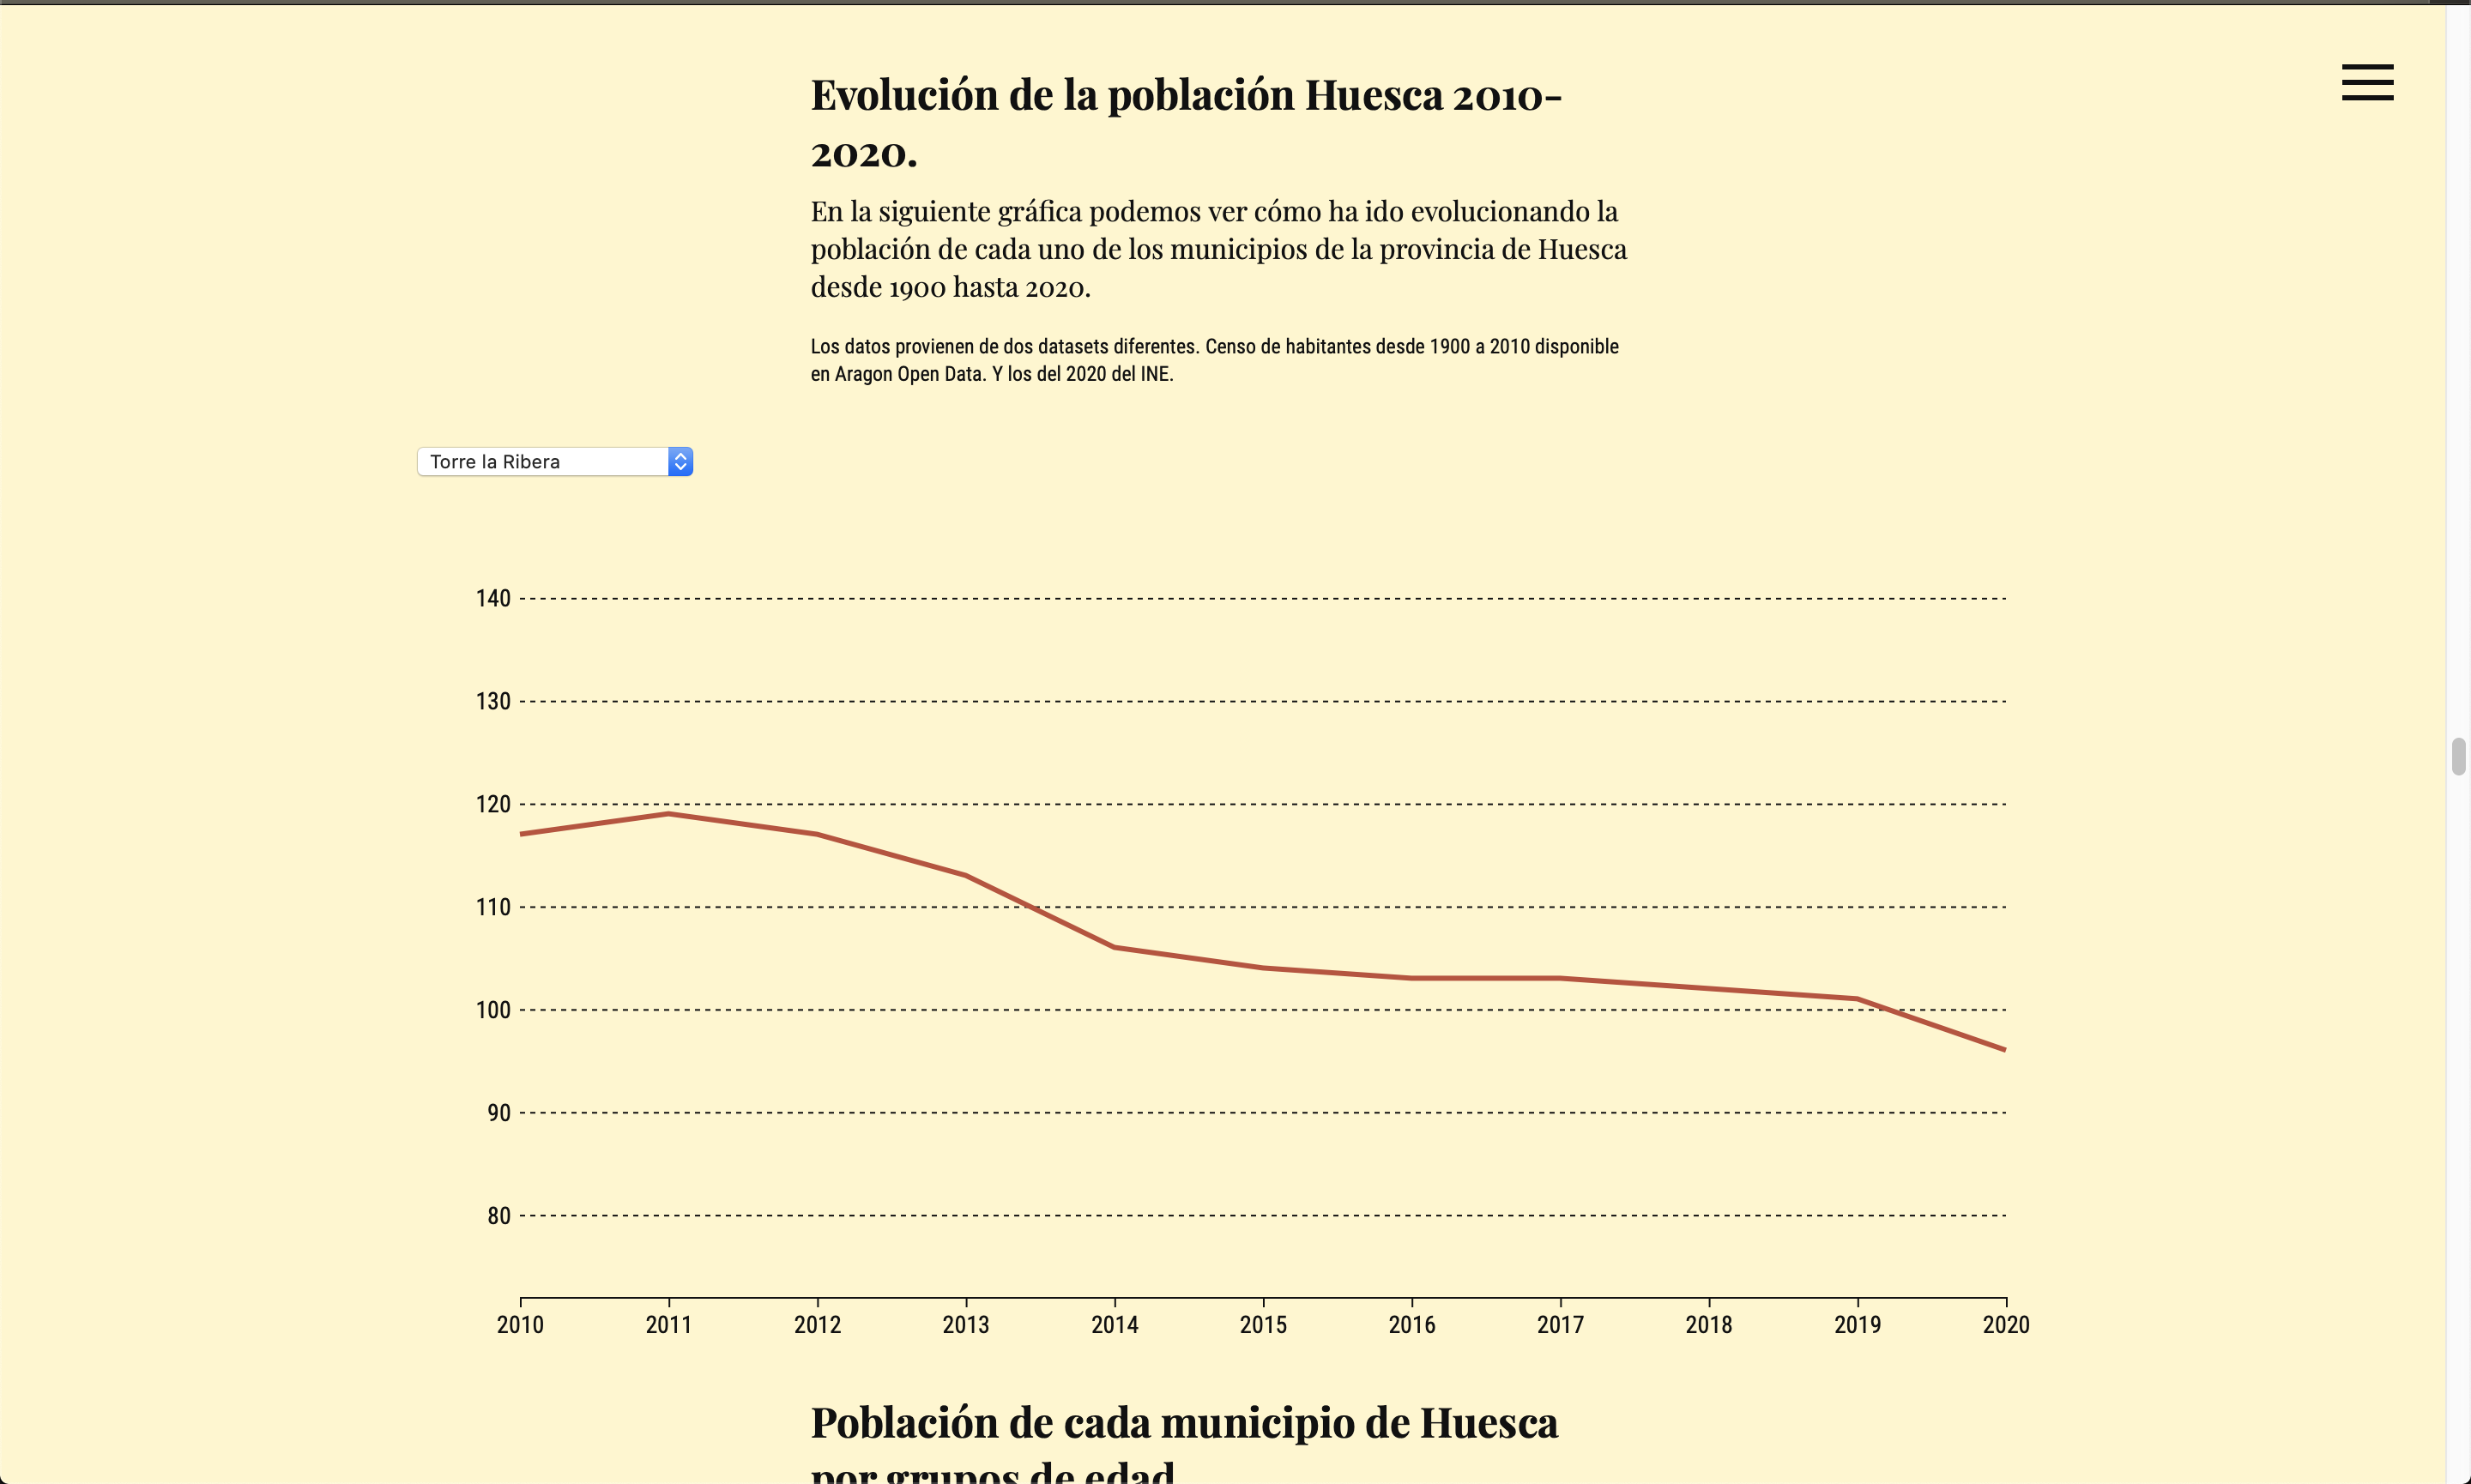 Evolución de la población Huesca 2010-
2020.
En la siguiente gráfica podemos ver cómo ha ido evolucionando la
población de cada uno de los municipios de la provincia de Huesca
desde 1900 hasta 2020.
Los datos provienen de dos datasets diferentes. Censo de habitantes desde 1900 a 2010 disponible
en Aragon Open Data. Y los del 2020 del INE.
Torre la Ribera
140
130
120
110
100
90
80
2010 2011 2012 2013 2014 2015 2016 2017 2018 2019 2020
Población de cada municipio de Huesca
por grupos de edad